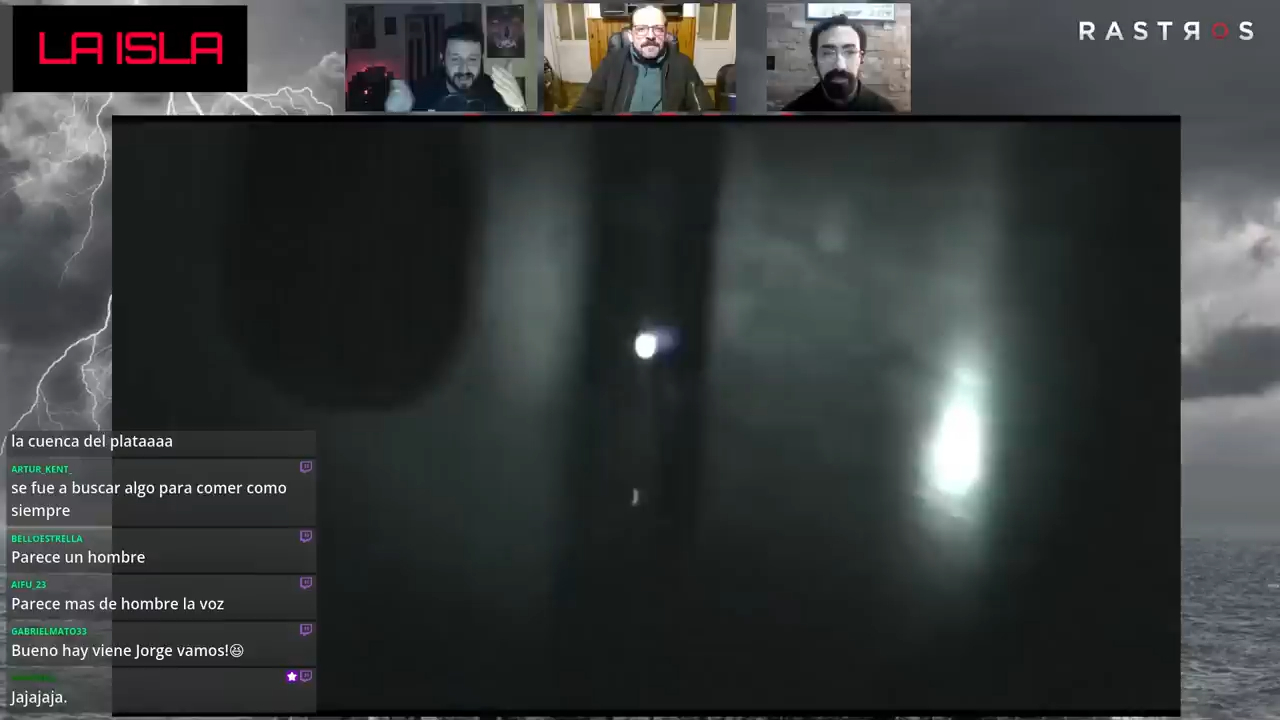 LA ISLA
RASTROS
la cuenca del plataaaa
ARTUR_KENT_
se fue a buscar algo para comer como
siempre
BELLOESTRELLA
Parece un hombre
AIFU_23
Parece mas de hombre la voz
GABRIELMATO33
Bueno hay viene Jorge vamos!😆
Jajajaja.